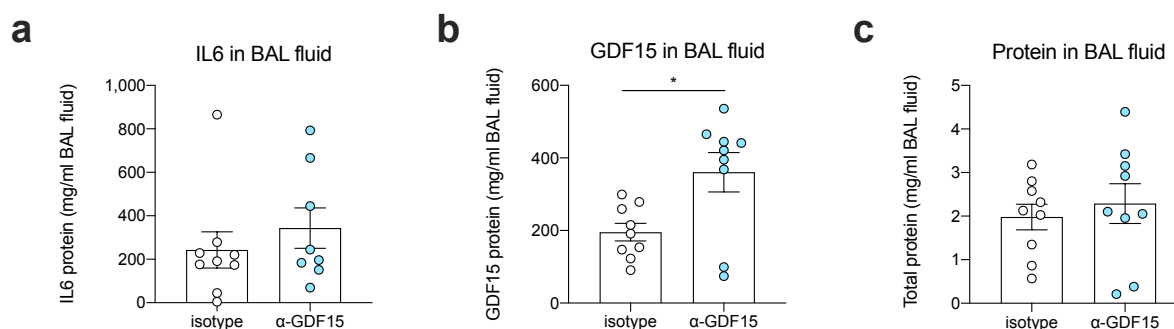 a
IL6 in BAL fluid
IL6 protein (mg/ml BAL fluid)
1,000
800
600
400
200
0
isotype
α-GDF15
b
GDF15 in BAL fluid
GDF15 protein (mg/ml BAL fluid)
600
400
200
0
*
isotype
α-GDF15
c
Protein in BAL fluid
Total protein (mg/ml BAL fluid)
5
4
3
2
1
0
isotype
α-GDF15